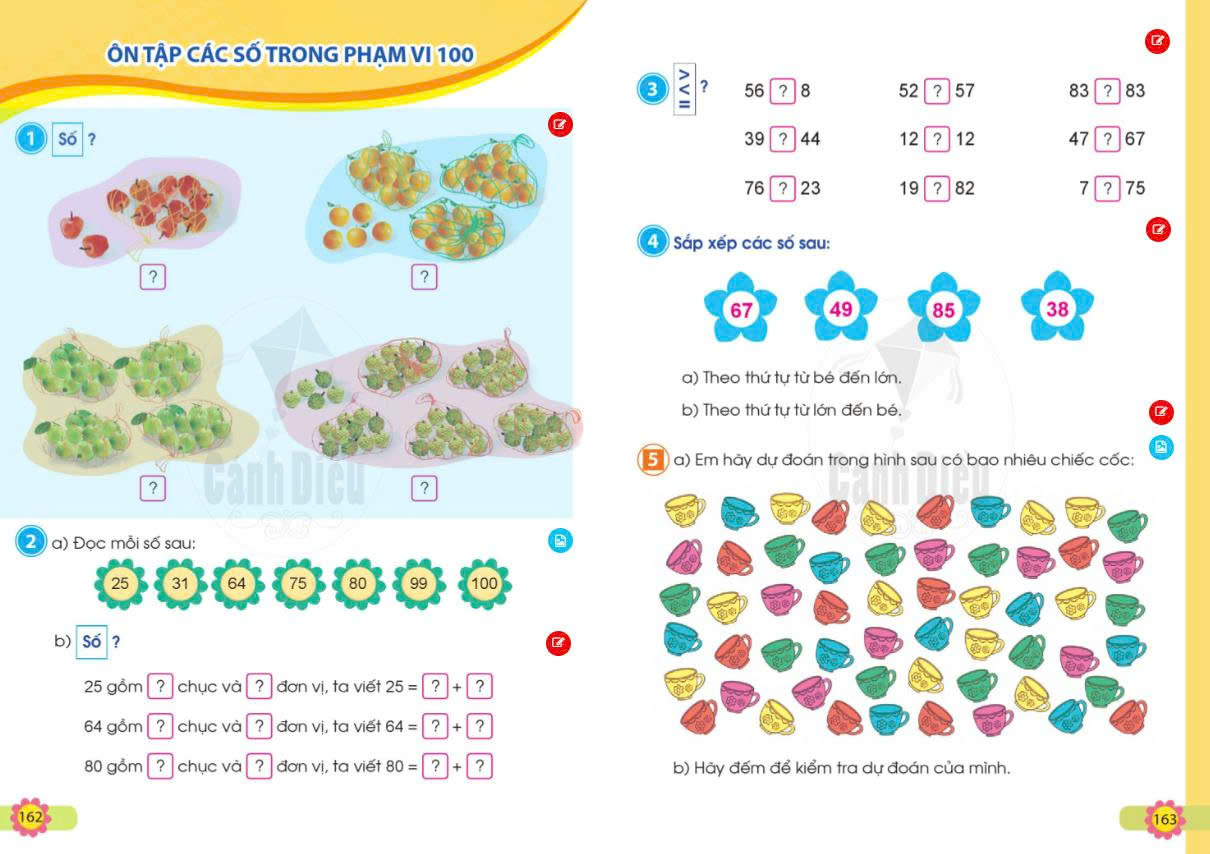 ÔN TẬP CÁC SỐ TRONG PHẠM VI 100
1 Số ?
?
?
?
?
Cánh Diều
2 a) Đọc mỗi số sau:
25 31 64 75 80 99 100
b) Số ?
25 gồm ? chục và ? đơn vị, ta viết 25 = ? + ?
64 gồm ? chục và ? đơn vị, ta viết 64 = ? + ?
80 gồm ? chục và ? đơn vị, ta viết 80 = ? + ?
162
3 > < = ?
56 ? 8 52 ? 57 83 ? 83
39 ? 44 12 ? 12 47 ? 67
76 ? 23 19 ? 82 7 ? 75
4 Sắp xếp các số sau:
67 49 85 38
a) Theo thứ tự từ bé đến lớn.
b) Theo thứ tự từ lớn đến bé.
5 a) Em hãy dự đoán trong hình sau có bao nhiêu chiếc cốc:
Cánh Diều
b) Hãy đếm để kiểm tra dự đoán của mình.
163